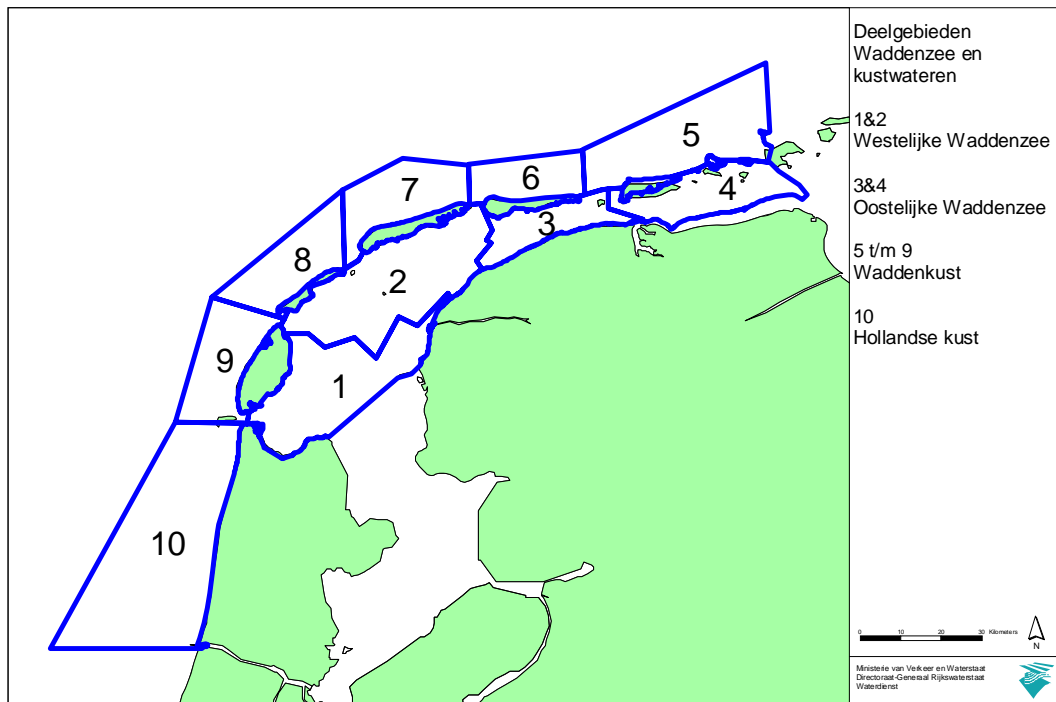 Deelgebieden
Waddenzee en
kustwateren
1&2
Westelijke Waddenzee
3&4
Oostelijke Waddenzee
5 t/m 9
Waddenkust
10
Hollandse kust
5
7
6
4
3
8
2
9
1
10
0 10 20 30 Kilometers
N
Ministerie van Verkeer en Waterstaat
Directoraat-Generaal Rijkswaterstaat
Waterdienst